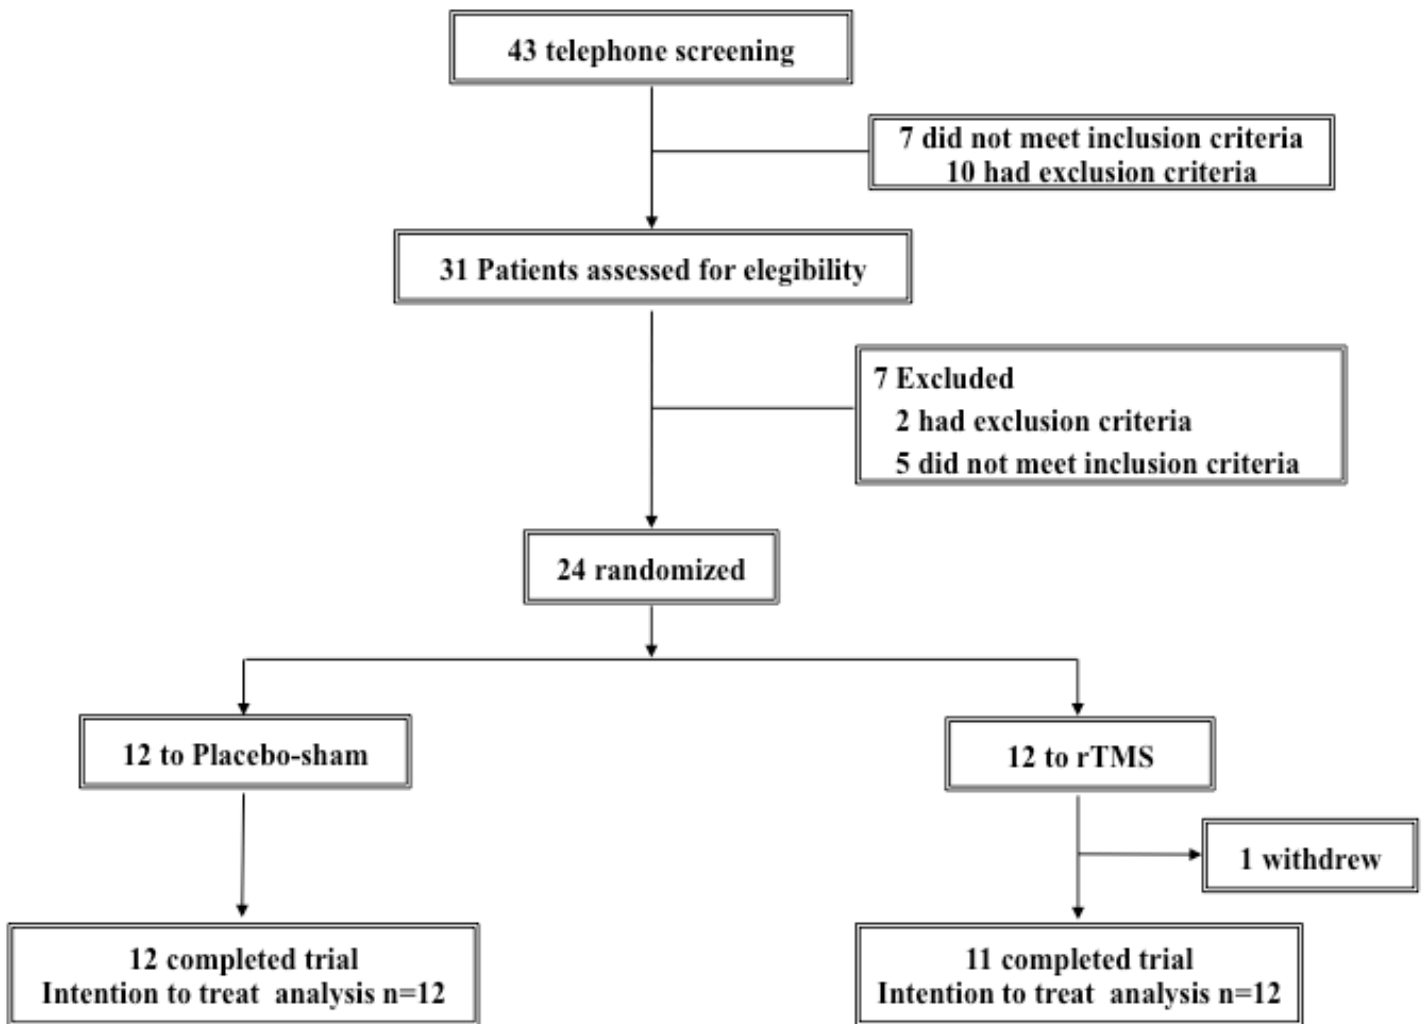 43 telephone screening
7 did not meet inclusion criteria
10 had exclusion criteria
31 Patients assessed for elegibility
7 Excluded
2 had exclusion criteria
5 did not meet inclusion criteria
24 randomized
12 to Placebo-sham
12 to rTMS
1 withdrew
12 completed trial
Intention to treat analysis n=12
11 completed trial
Intention to treat analysis n=12